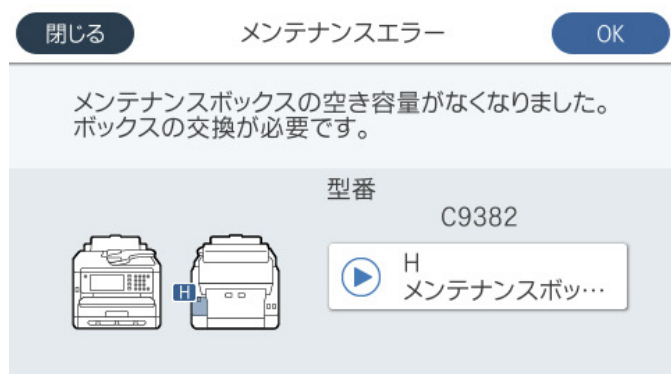 閉じる
メンテナンスエラー
OK
メンテナンスボックスの空き容量がなくなりました。
ボックスの交換が必要です。
型番
C9382
H
H
メンテナンスボッ…